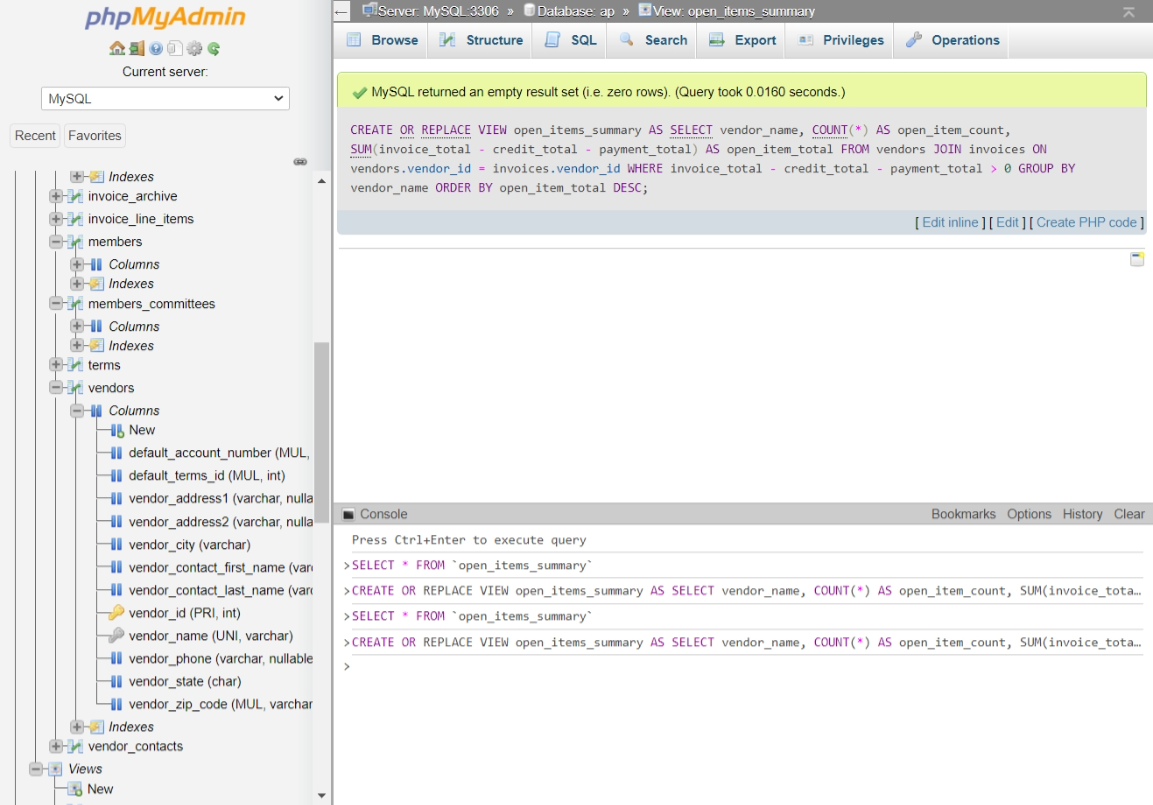 phpMyAdmin
Current server:
MySQL
Recent Favorites
Indexes
invoice_archive
invoice_line_items
members
Columns
Indexes
members_committees
Columns
Indexes
terms
vendors
Columns
New
default_account_number (MUL,
default_terms_id (MUL, int)
vendor_address1 (varchar, nulla
vendor_address2 (varchar, nulla
vendor_city (varchar)
vendor_contact_first_name (vari
vendor_contact_last_name (varc
vendor_id (PRI, int)
vendor_name (UNI, varchar)
vendor_phone (varchar, nullable
vendor_state (char)
vendor_zip_code (MUL, varchar
Indexes
vendor_contacts
Views
New
Server: MySQL:3306 » Database: ap » View: open_items_summary
Browse Structure SQL Search Export Privileges Operations
MySQL returned an empty result set (i.e. zero rows). (Query took 0.0160 seconds.)
CREATE OR REPLACE VIEW open_items_summary AS SELECT vendor_name, COUNT(*) AS open_item_count,
SUM(invoice_total - credit_total - payment_total) AS open_item_total FROM vendors JOIN invoices ON
vendors.vendor_id = invoices.vendor_id WHERE invoice_total - credit_total - payment_total > 0 GROUP BY
vendor_name ORDER BY open_item_total DESC;
[ Edit inline ] [ Edit ] [ Create PHP code ]
Console Bookmarks Options History Clear
Press Ctrl+Enter to execute query
>SELECT * FROM `open_items_summary`
>CREATE OR REPLACE VIEW open_items_summary AS SELECT vendor_name, COUNT(*) AS open_item_count, SUM(invoice_tota…
>SELECT * FROM `open_items_summary`
>CREATE OR REPLACE VIEW open_items_summary AS SELECT vendor_name, COUNT(*) AS open_item_count, SUM(invoice_tota…
>